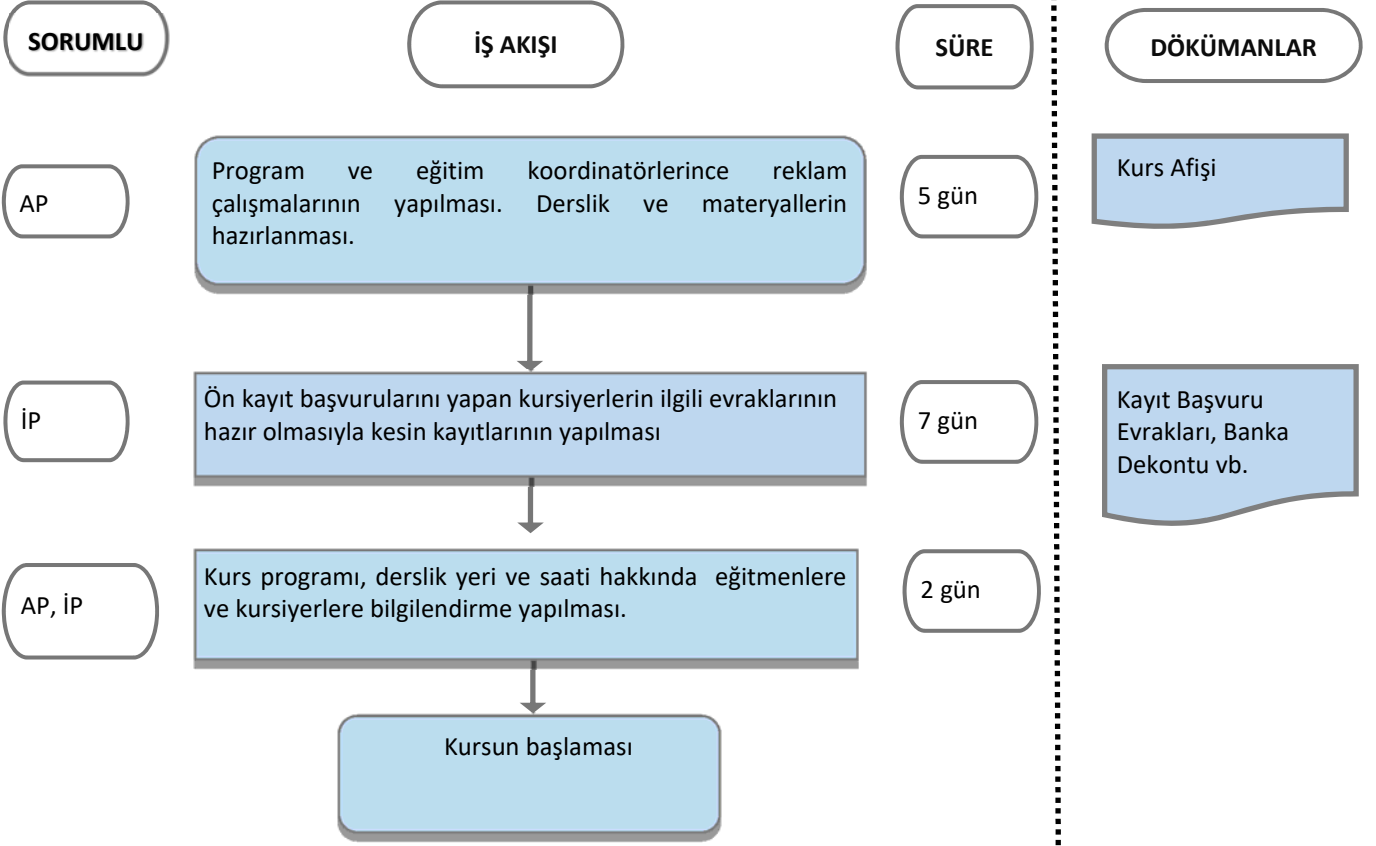 SORUMLU
İŞ AKIŞI
SÜRE
DÖKÜMANLAR
AP
Program ve eğitim koordinatörlerince reklam
çalışmalarının yapılması. Derslik ve materyallerin
hazırlanması.
5 gün
Kurs Afişi
İP
Ön kayıt başvurularını yapan kursiyerlerin ilgili evraklarının
hazır olmasıyla kesin kayıtlarının yapılması
7 gün
Kayıt Başvuru
Evrakları, Banka
Dekontu vb.
AP, İP
Kurs programı, derslik yeri ve saati hakkında eğitmenlere
ve kursiyerlere bilgilendirme yapılması.
2 gün
Kursun başlaması